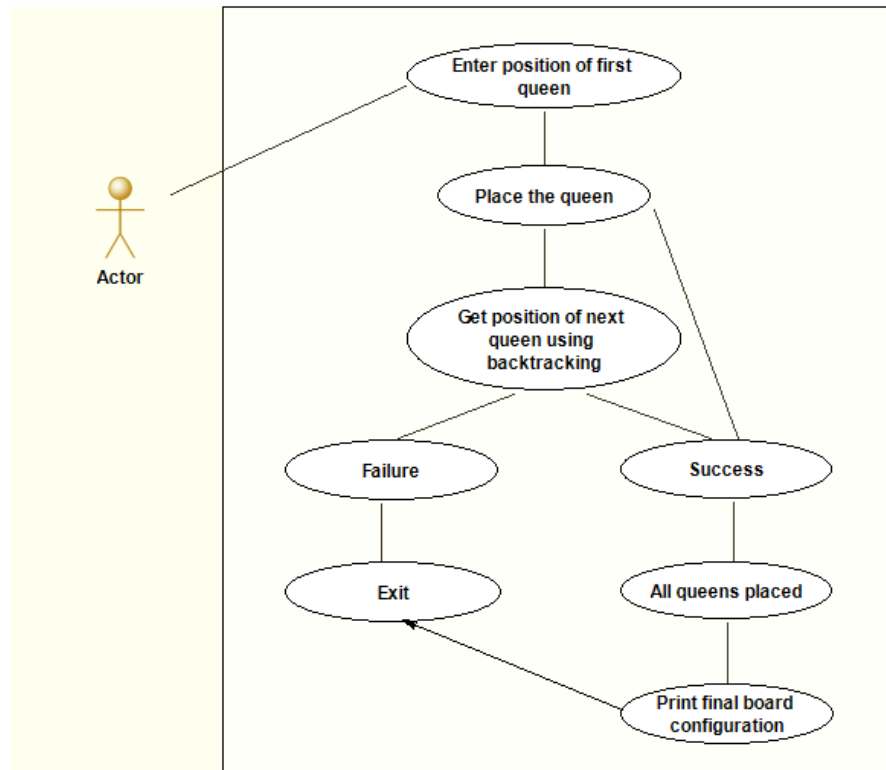 Enter position of first
queen
Place the queen
Actor
Get position of next
queen using
backtracking
Failure
Success
Exit
All queens placed
Print final board
configuration